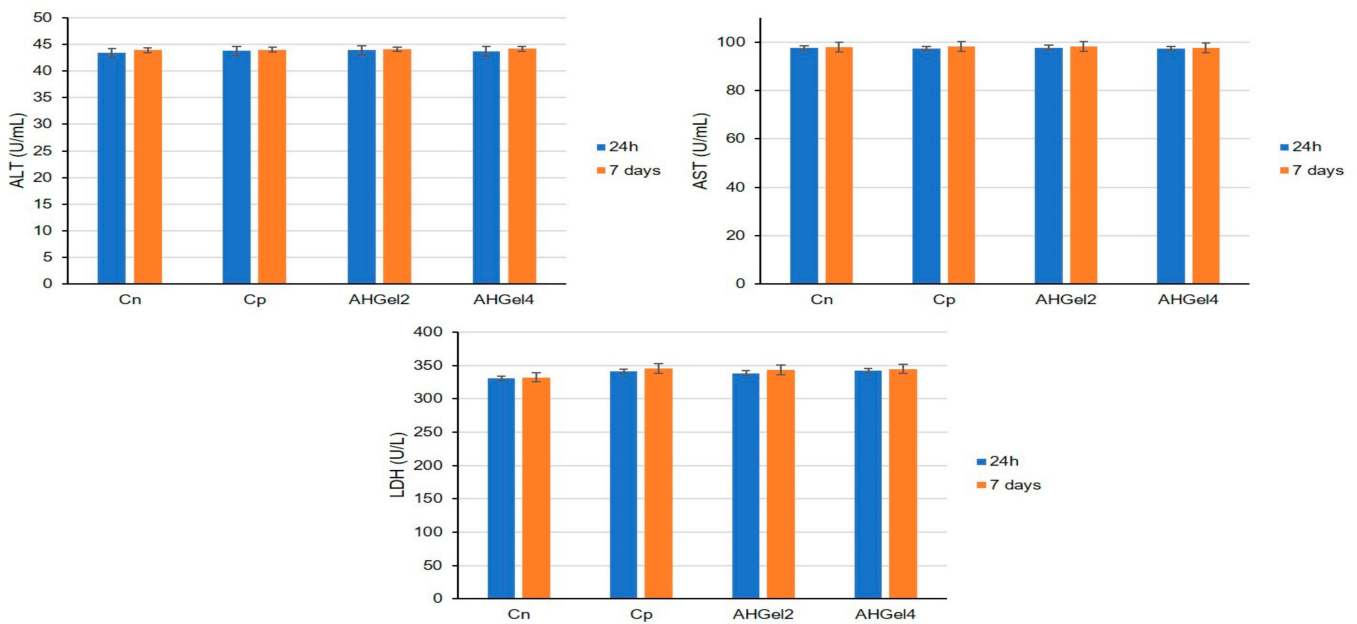 50
45
40
35
30
25
20
15
10
5
0
ALT (U/mL)
Cn Cp AHGel2 AHGel4
24h
7 days
100
80
60
40
20
0
AST (U/mL)
Cn Cp AHGel2 AHGel4
24h
7 days
400
350
300
250
200
150
100
50
0
LDH (U/L)
Cn Cp AHGel2 AHGel4
24h
7 days